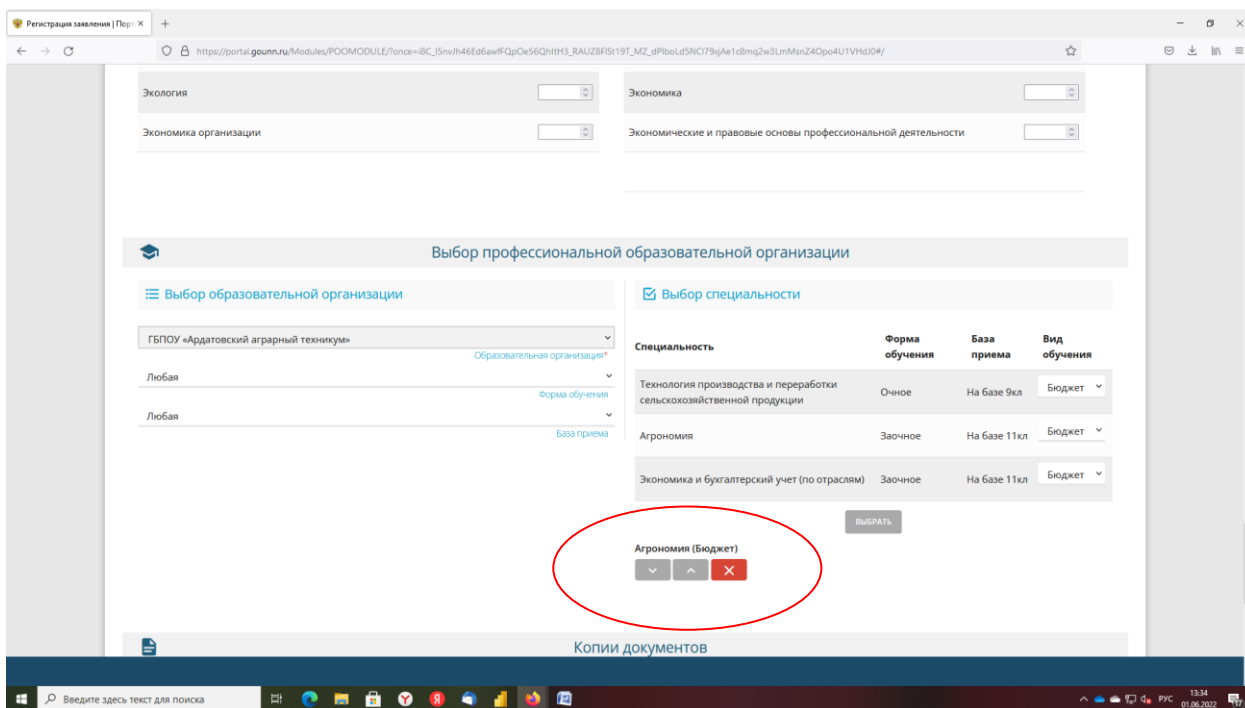 Регистрация заявления | Порт
https://portal.gounn.ru/Modules/POOMODULE/?once=
Экология
Экономика
Экономика организации
Экономические и правовые основы профессиональной деятельности
Выбор профессиональной образовательной организации
Выбор образовательной организации
Выбор специальности
ГБПОУ «Ардатовский аграрный техникум»
Образовательная организация*
Любая
Форма обучения
Любая
База приема
Специальность Форма обучения База приема Вид обучения
Технология производства и переработки
сельскохозяйственной продукции
Очное На базе 9кл Бюджет
Агрономия Заочное На базе 11кл Бюджет
Экономика и бухгалтерский учет (по отраслям) Заочное На базе 11кл Бюджет
ВЫБРАТЬ
Агрономия (Бюджет)
Копии документов
Введите здесь текст для поиска
РУС
13:34
01.06.2022